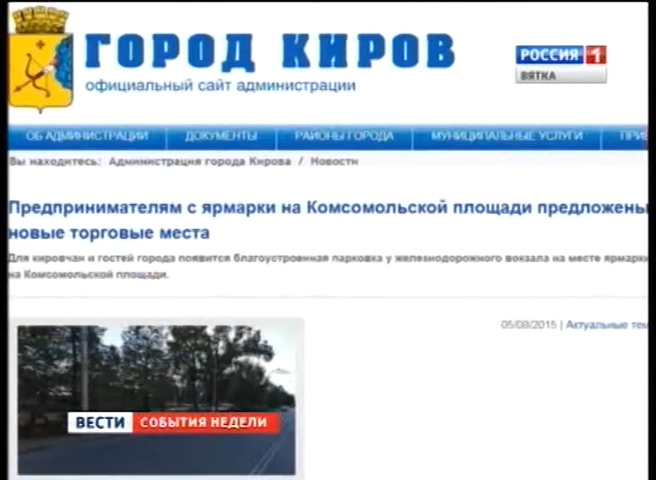 ГОРОД КИРОВ
официальный сайт администрации
РОССИЯ 1
ВЯТКА
ОБ АДМИНИСТРАЦИИ
ДОКУМЕНТЫ
РАЙОНЫ ГОРОДА
МУНИЦИПАЛЬНЫЕ УСЛУГИ
ПРИЕ
Вы находитесь: Администрация города Кирова / Новости
Предпринимателям с ярмарки на Комсомольской площади предложены
новые торговые места
Для кировчан и гостей города появится благоустроенная парковка у железнодорожного вокзала на месте ярмарки
на Комсомольской площади.
05/08/2015 | Актуальные тем
ВЕСТИ СОБЫТИЯ НЕДЕЛИ